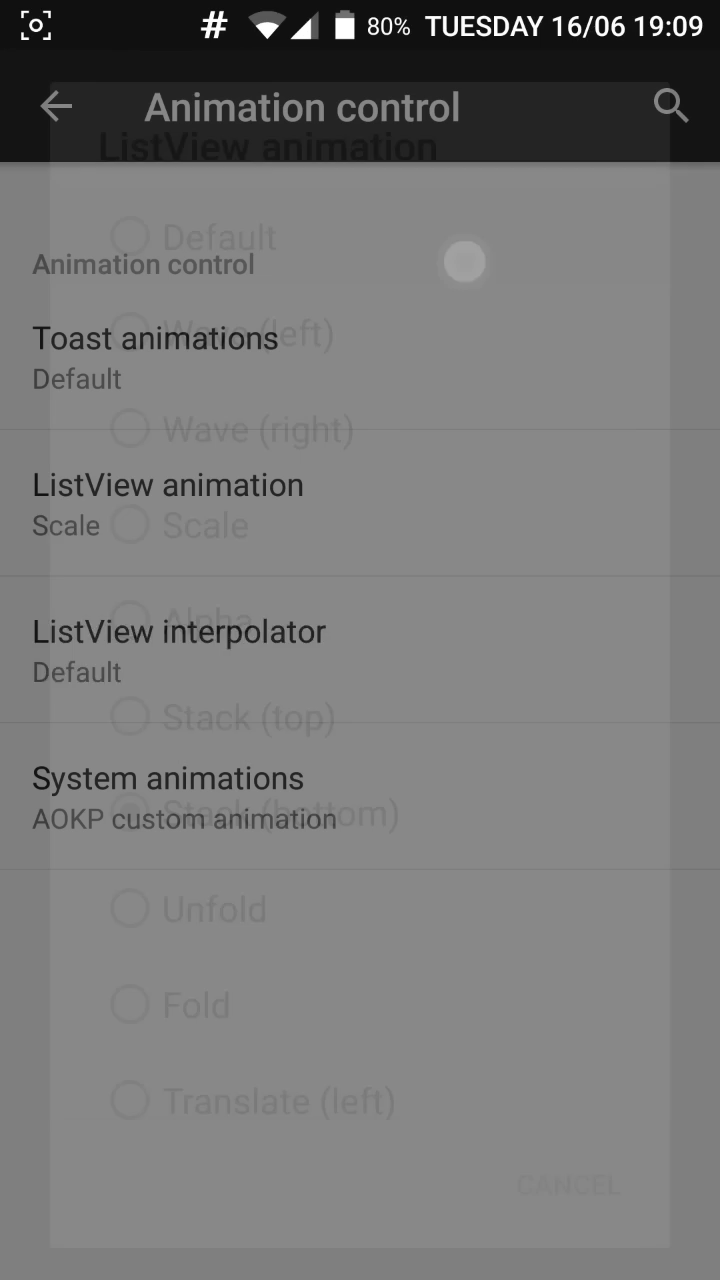 # 80% TUESDAY 16/06 19:09
Animation control
ListView animation
Default
Animation control
Wave (left)
Toast animations
Default
Wave (right)
ListView animation
Scale
Scale
Alpha
ListView interpolator
Default
Stack (top)
System animations
Stack (bottom)
AOKP custom animation
Unfold
Fold
Translate (left)
CANCEL